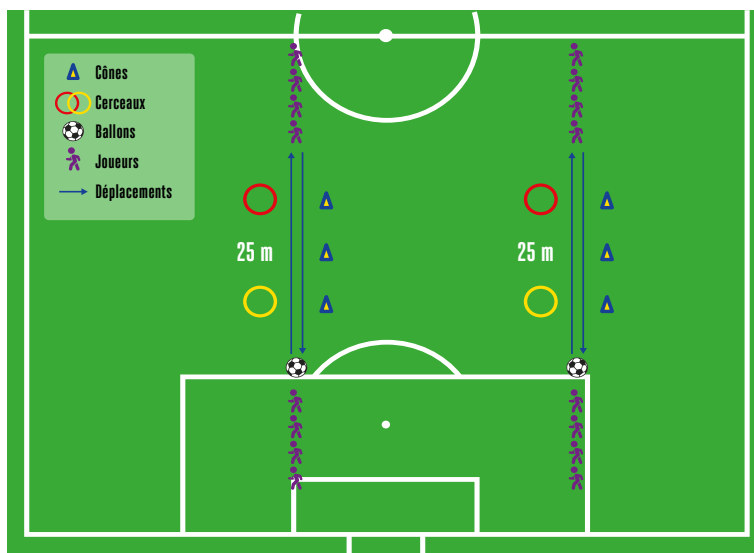 Cônes
Cerceaux
Ballons
Joueurs
Déplacements
25 m
25 m